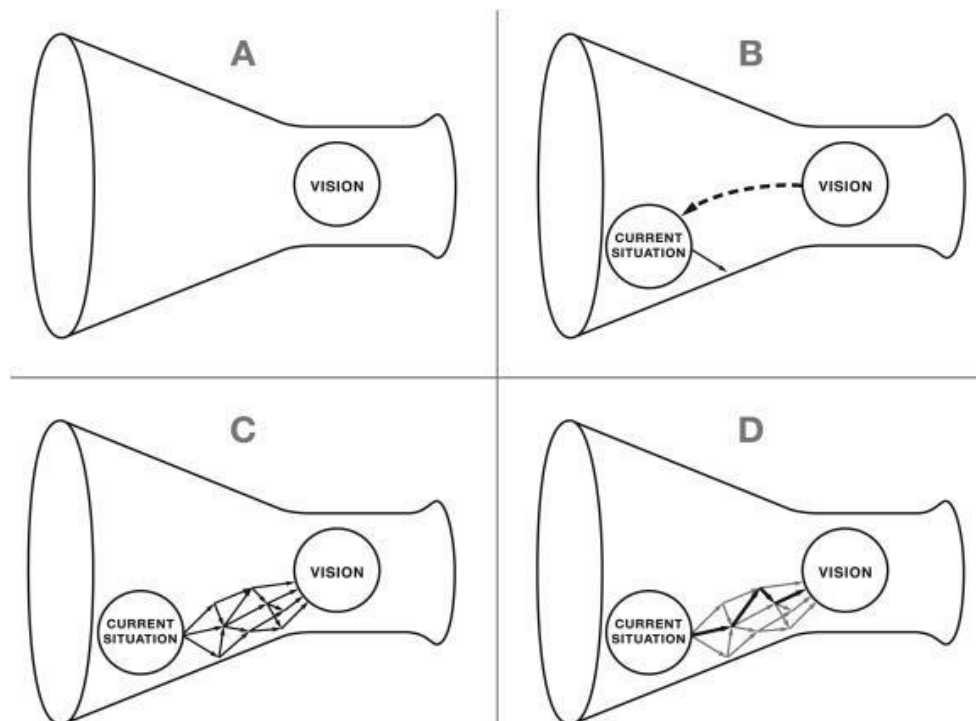 A
VISION
B
VISION
CURRENT
SITUATION
C
VISION
CURRENT
SITUATION
D
VISION
CURRENT
SITUATION